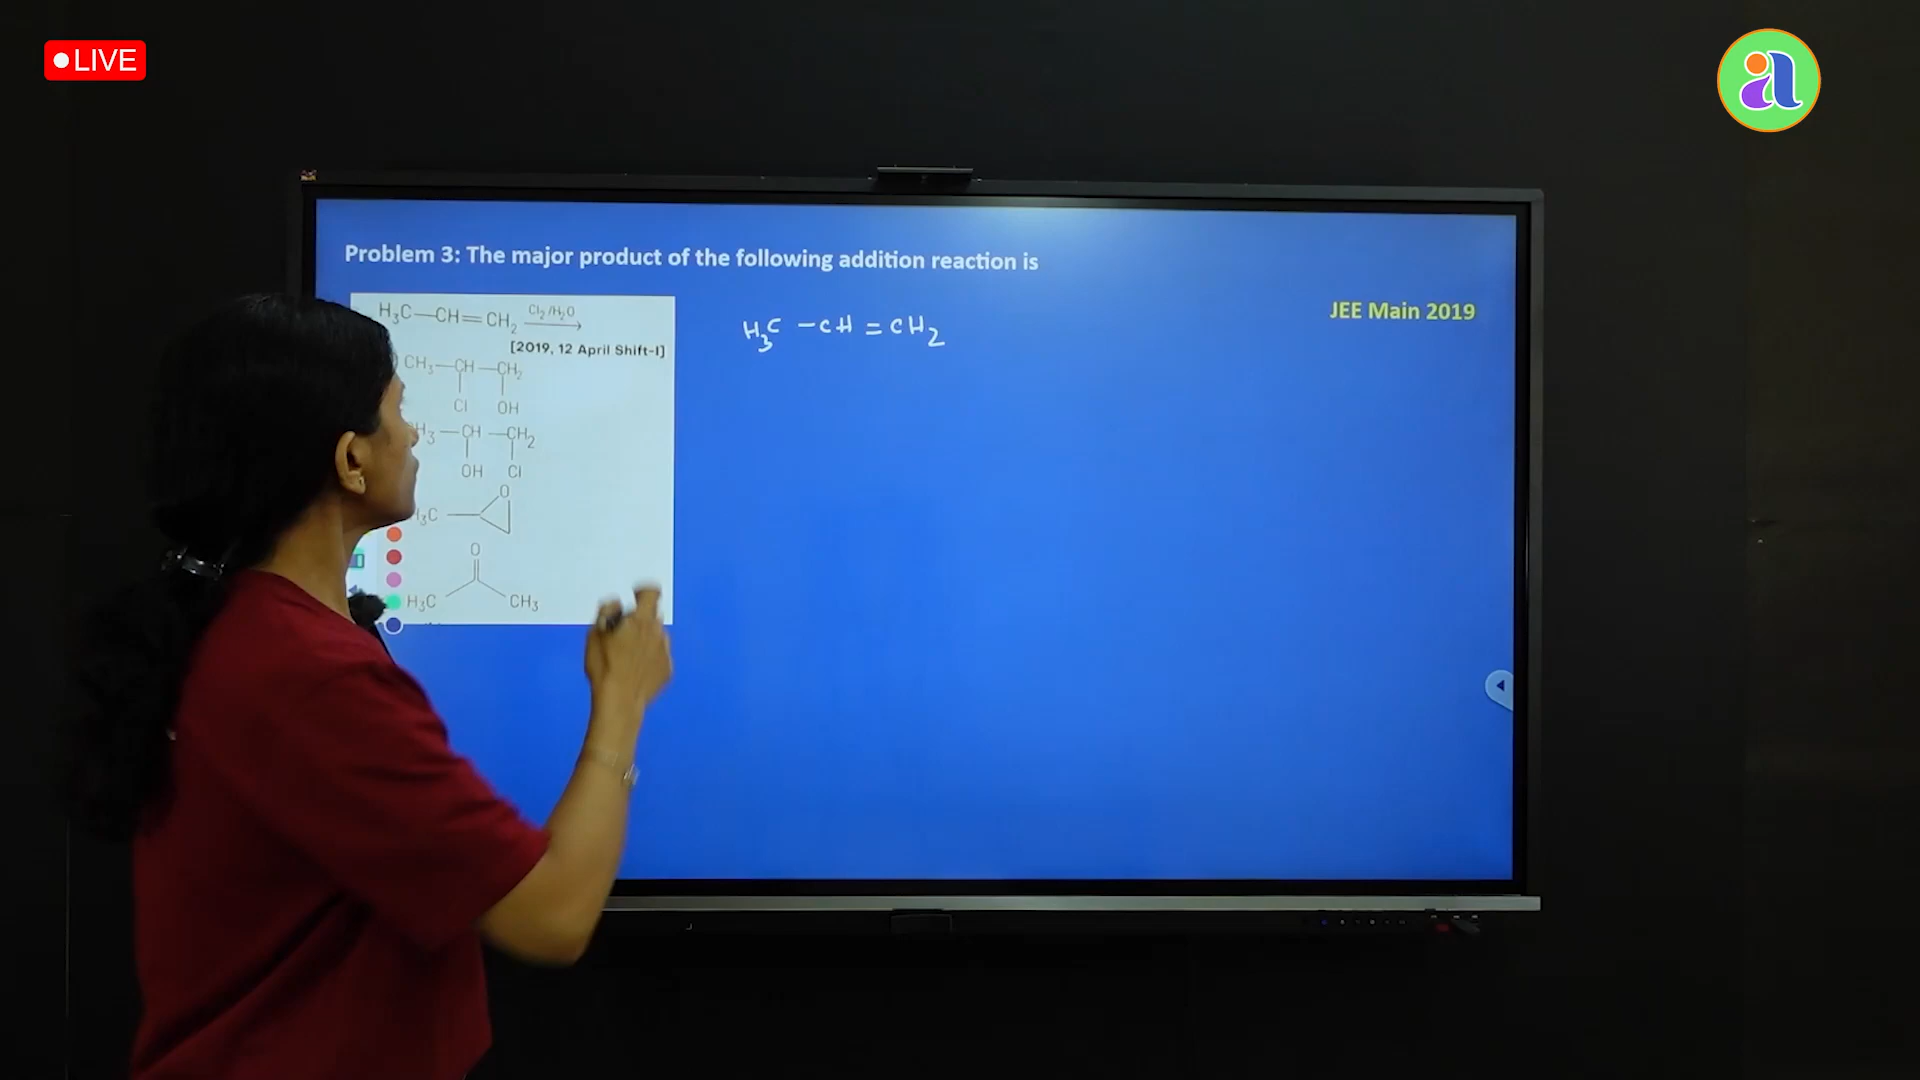 LIVE
a
Problem 3: The major product of the following addition reaction is
JEE Main 2019
H₃C—CH=CH₂ Cl₂/H₂O
[2019, 12 April Shift-I]
CH₃—CH—CH₂
Cl OH
H₃—CH—CH₂
OH Cl
O
H₃C
O
H₃C CH₃
H₃C—CH=CH₂